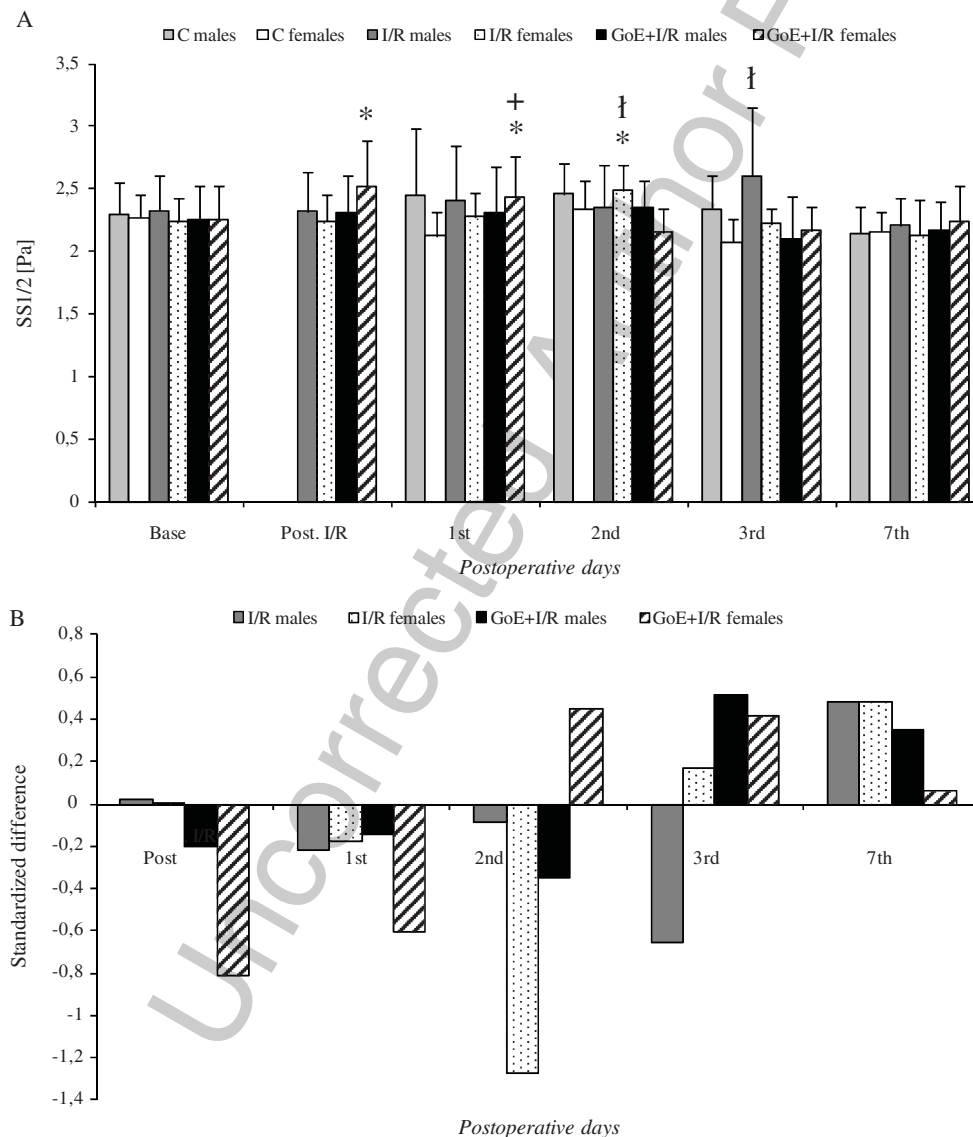 A
C males C females I/R males I/R females GoE+I/R males GoE+I/R females
3,5
3
2,5
2
1,5
1
0,5
0
SS1/2 [Pa]
* + * ł * ł
Base Post. I/R 1st 2nd 3rd 7th
Postoperative days
B
I/R males I/R females GoE+I/R males GoE+I/R females
0,8
0,6
0,4
0,2
0
-0,2
-0,4
-0,6
-0,8
-1
-1,2
-1,4
Standardized difference
Post I/R 1st 2nd 3rd 7th
Postoperative days
Uncorrected Author